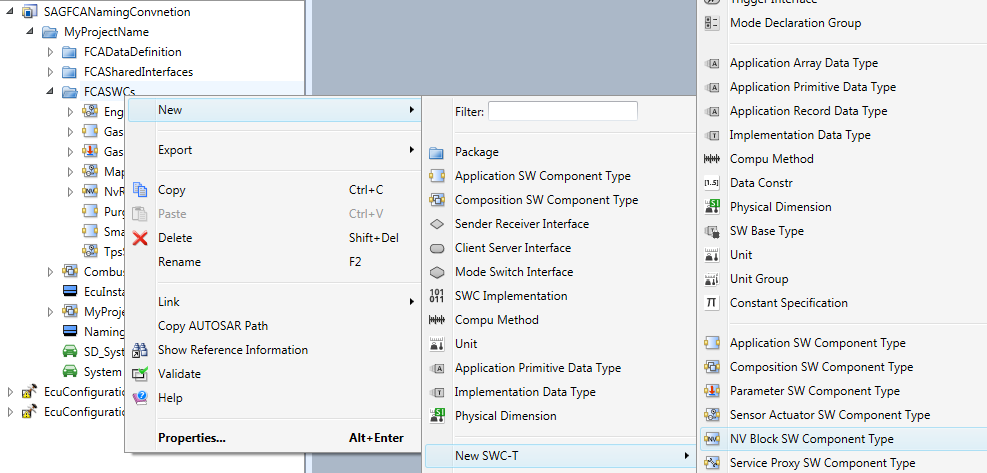 SAGFCANamingConvnetion
MyProjectName
FCADataDefinition
FCASharedInterfaces
FCASWCs
Eng
Gas
Gas
Map
NvR
Purg
Sma
TpsS
Combus
EcuInsta
MyProje
Naming
SD_Syst
System
EcuConfiguratio
EcuConfiguratio
New
Export
Copy Ctrl+C
Paste Ctrl+V
Delete Shift+Del
Rename F2
Link
Copy AUTOSAR Path
Show Reference Information
Validate
Help
Properties... Alt+Enter
Filter:
Package
Application SW Component Type
Composition SW Component Type
Sender Receiver Interface
Client Server Interface
Mode Switch Interface
SWC Implementation
Compu Method
Unit
Application Primitive Data Type
Implementation Data Type
Physical Dimension
New SWC-T
Trigger Interface
Mode Declaration Group
Application Array Data Type
Application Primitive Data Type
Application Record Data Type
Implementation Data Type
Compu Method
Data Constr
Physical Dimension
SW Base Type
Unit
Unit Group
Constant Specification
Application SW Component Type
Composition SW Component Type
Parameter SW Component Type
Sensor Actuator SW Component Type
NV Block SW Component Type
Service Proxy SW Component Type